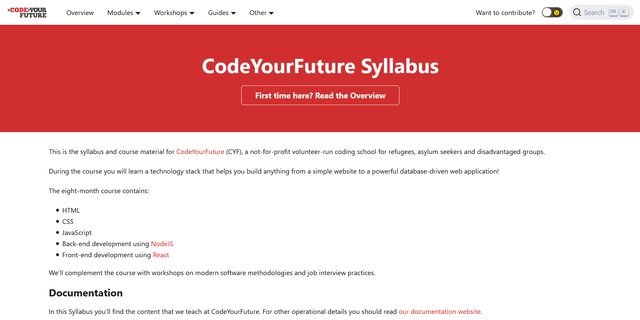 CODE YOUR
FUTURE
Overview Modules Workshops Guides Other Want to contribute? Search
CodeYourFuture Syllabus
First time here? Read the Overview
This is the syllabus and course material for CodeYourFuture (CYF), a not-for-profit volunteer-run coding school for refugees, asylum seekers and disadvantaged groups.
During the course you will learn a technology stack that helps you build anything from a simple website to a powerful database-driven web application!
The eight-month course contains:
HTML
CSS
JavaScript
Back-end development using NodeJS
Front-end development using React
We'll complement the course with workshops on modern software methodologies and job interview practices.
Documentation
In this Syllabus you'll find the content that we teach at CodeYourFuture. For other operational details you should read our documentation website.